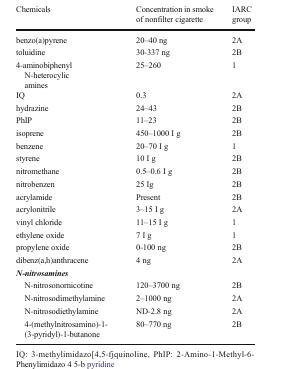 Chemicals Concentration in smoke IARC
of nonfilter cigarette group
benzo(a)pyrene 20–40 ng 2A
toluidine 30-337 ng 2B
4-aminobiphenyl 25–260 1
N-heterocylic
amines
IQ 0.3 2A
hydrazine 24–43 2B
PhIP 11–23 2B
isoprene 450–1000 I g 2B
benzene 20–70 I g 1
styrene 10 I g 2B
nitromethane 0.5–0.6 I g 2B
nitrobenzen 25 Ig 2B
acrylamide Present 2B
acrylonitrile 3–15 I g 2A
vinyl chloride 11–15 I g 1
ethylene oxide 7 I g 1
propylene oxide 0-100 ng 2B
dibenz(a,h)anthracene 4 ng 2A
N-nitrosamines
N-nitrosonornicotine 120–3700 ng 2B
N-nitrosodimethylamine 2–1000 ng 2A
N-nitrosodiethylamine ND-2.8 ng 2A
4-(methylnitrosamino)-1- 80–770 ng 2B
(3-pyridyl)-1-butanone
IQ: 3-methylimidazo[4,5-f]quinoline, PhIP: 2-Amino-1-Methyl-6-
Phenylimidazo 4 5-b pyridine